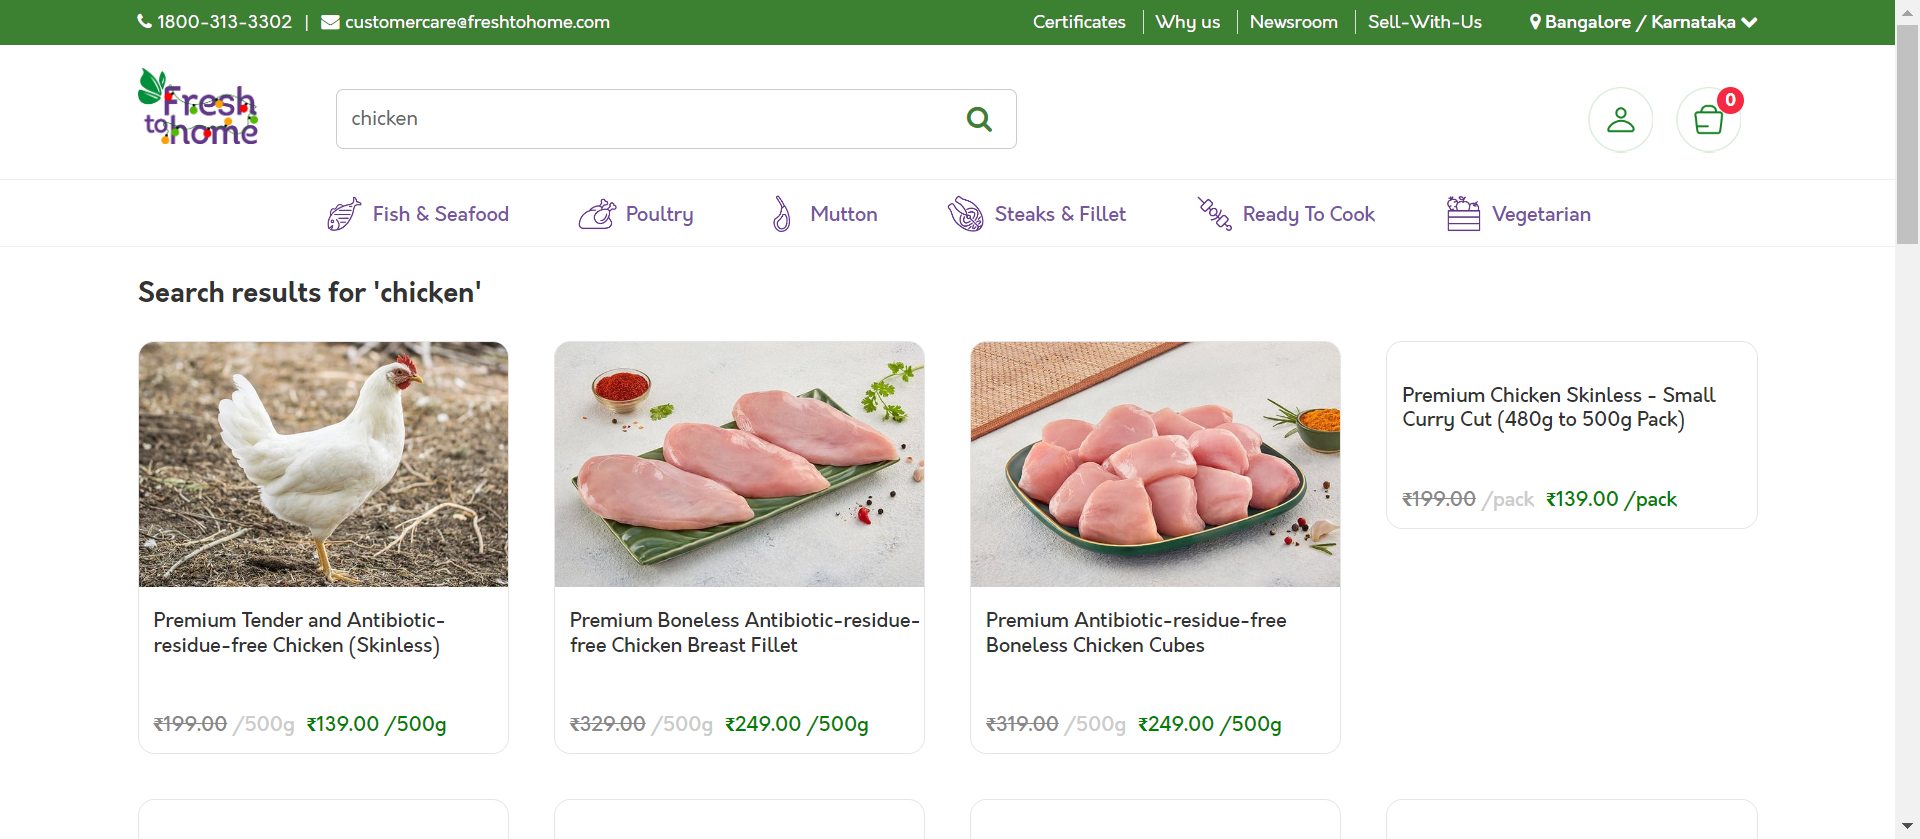 1800-313-3302 | customercare@freshtohome.com
Certificates
Why us
Newsroom
Sell-With-Us
Bangalore / Karnataka
Fresh
to home
chicken
0
Fish & Seafood
Poultry
Mutton
Steaks & Fillet
Ready To Cook
Vegetarian
Search results for 'chicken'
Premium Tender and Antibiotic-
residue-free Chicken (Skinless)
₹199.00 /500g ₹139.00 /500g
Premium Boneless Antibiotic-residue-
free Chicken Breast Fillet
₹329.00 /500g ₹249.00 /500g
Premium Antibiotic-residue-free
Boneless Chicken Cubes
₹319.00 /500g ₹249.00 /500g
Premium Chicken Skinless - Small
Curry Cut (480g to 500g Pack)
₹199.00 /pack ₹139.00 /pack